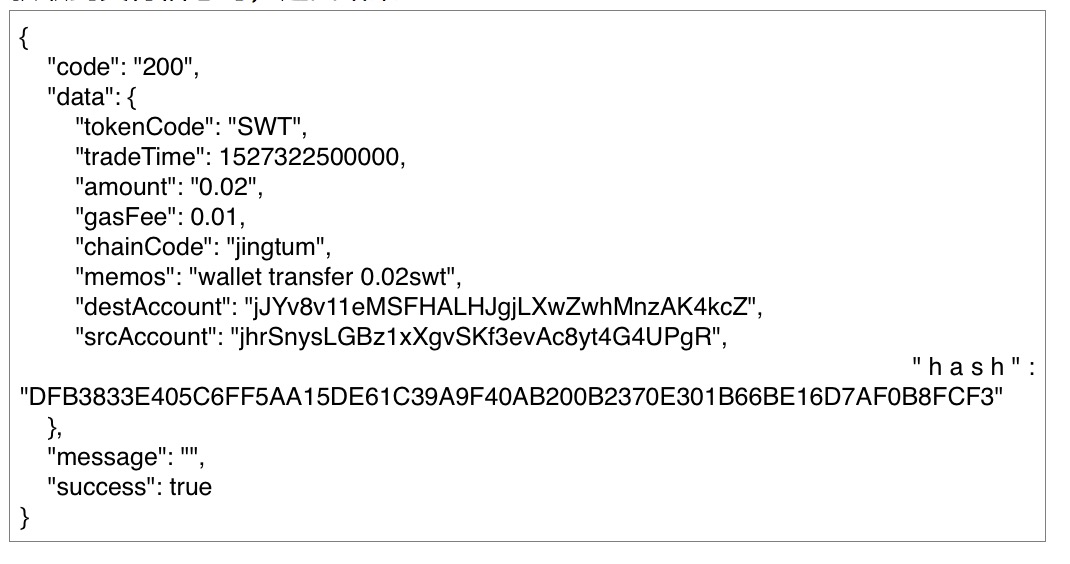 {
"code": "200",
"data": {
"tokenCode": "SWT",
"tradeTime": 1527322500000,
"amount": "0.02",
"gasFee": 0.01,
"chainCode": "jingtum",
"memos": "wallet transfer 0.02swt",
"destAccount": "jJYv8v11eMSFHALHJgjLXwZwhMnzAK4kcZ",
"srcAccount": "jhrSnysLGBz1xXgvSKf3evAc8yt4G4UPgR",
"hash":
"DFB3833E405C6FF5AA15DE61C39A9F40AB200B2370E301B66BE16D7AF0B8FCF3"
},
"message": "",
"success": true
}